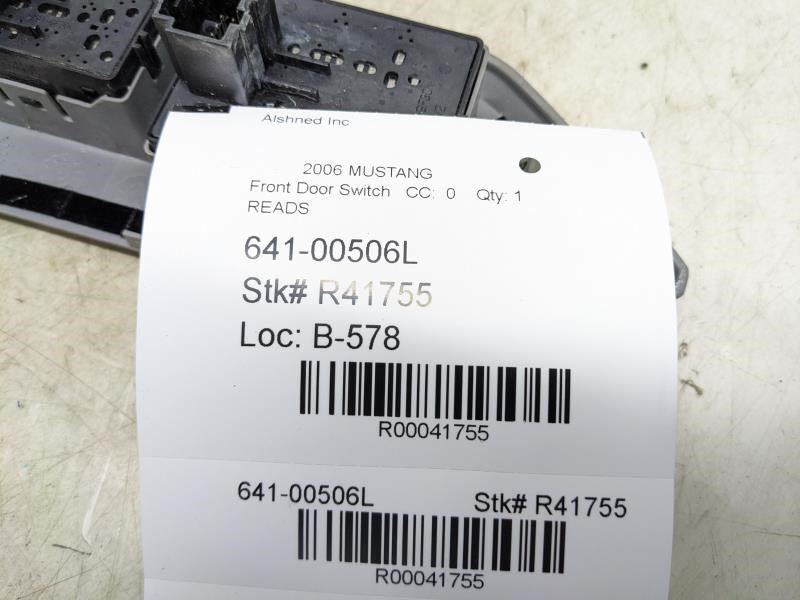 Alshned Inc
2006 MUSTANG
Front Door Switch CC: 0 Qty: 1
READS
641-00506L
Stk# R41755
Loc: B-578
R00041755
641-00506L Stk# R41755
R00041755